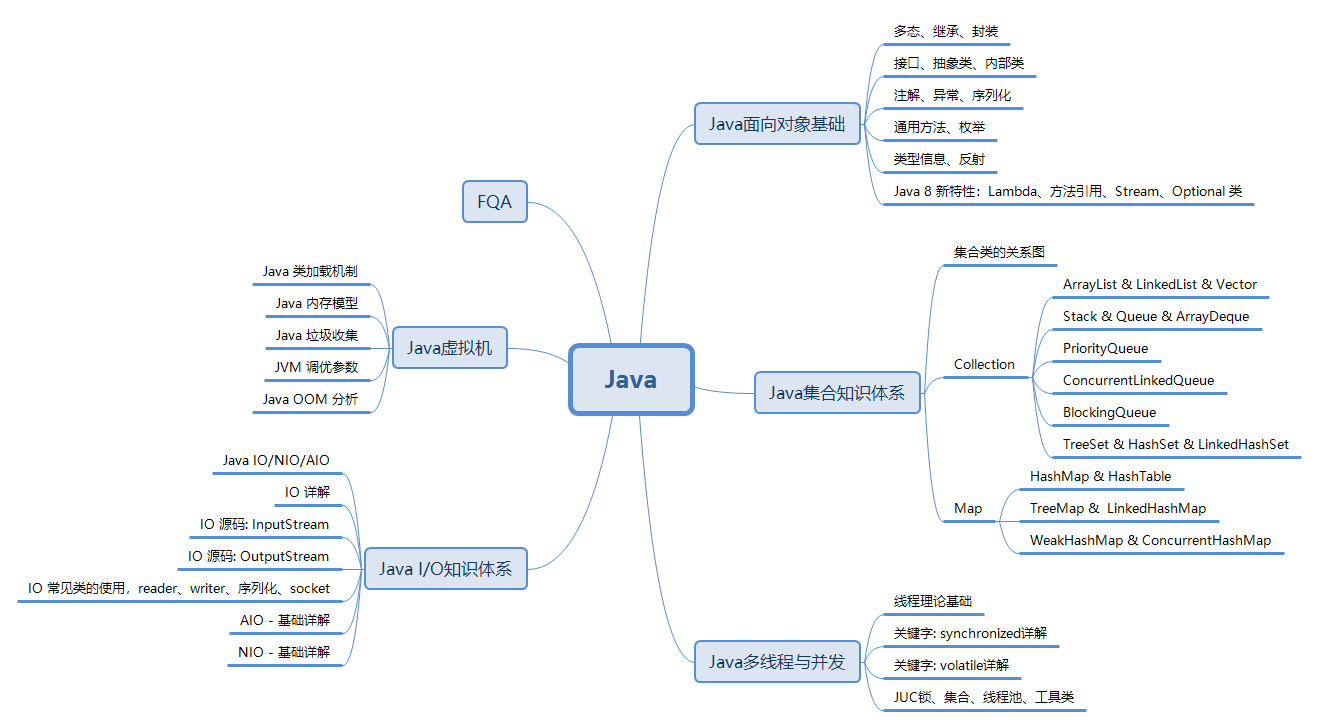 Java
Java面向对象基础
多态、继承、封装
接口、抽象类、内部类
注解、异常、序列化
通用方法、枚举
类型信息、反射
Java 8 新特性：Lambda、方法引用、Stream、Optional 类
Java集合知识体系
集合类的关系图
Collection
ArrayList & LinkedList & Vector
Stack & Queue & ArrayDeque
PriorityQueue
ConcurrentLinkedQueue
BlockingQueue
TreeSet & HashSet & LinkedHashSet
Map
HashMap & HashTable
TreeMap &  LinkedHashMap
WeakHashMap & ConcurrentHashMap
Java多线程与并发
线程理论基础
关键字: synchronized详解
关键字: volatile详解
JUC锁、集合、线程池、工具类
FQA
Java虚拟机
Java 类加载机制
Java 内存模型
Java 垃圾收集
JVM 调优参数
Java OOM 分析
Java I/O知识体系
Java IO/NIO/AIO
IO 详解
IO 源码: InputStream
IO 源码: OutputStream
IO 常见类的使用，reader、writer、序列化、socket
AIO - 基础详解
NIO - 基础详解